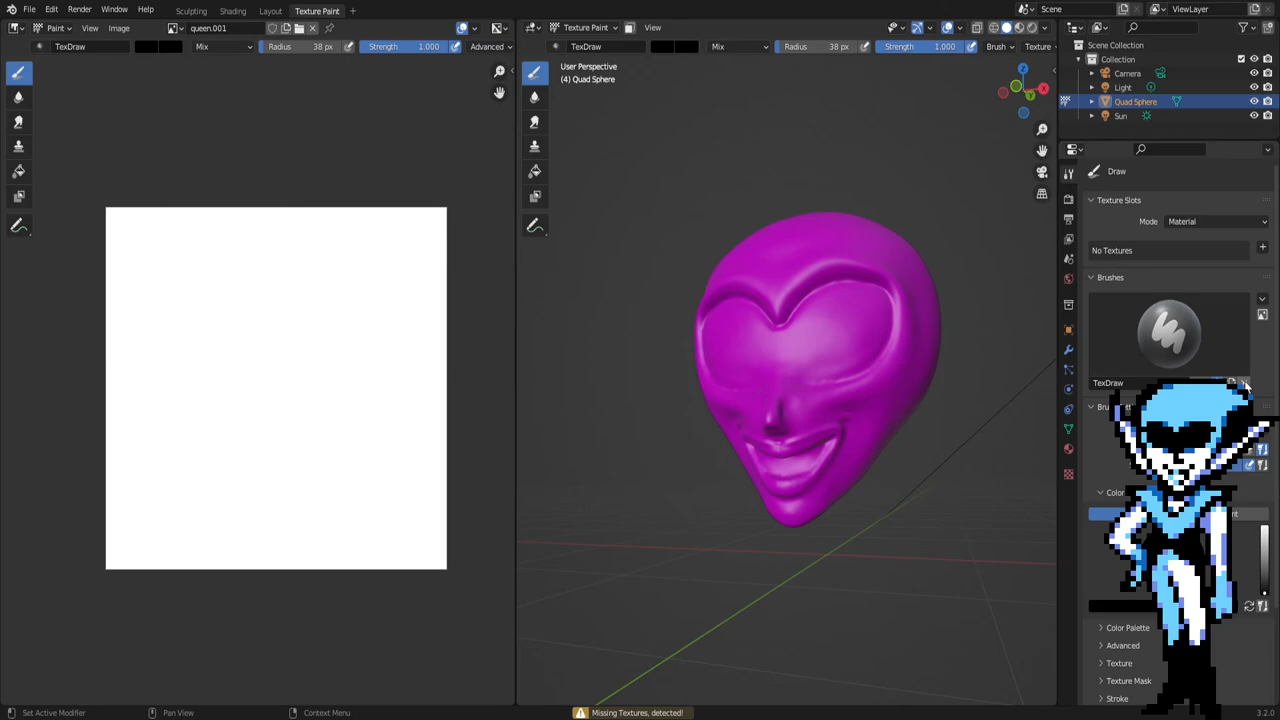 File Edit Render Window Help Sculpting Shading Layout Texture Paint Scene ViewLayer
Paint View Image queen.001 Texture Paint View
TexDraw Mix Radius 38 px Strength 1.000 Advanced TexDraw Mix Radius 38 px Strength 1.000 Brush Texture
Scene Collection
Collection
Camera
Light
Quad Sphere
Sun
User Perspective
(4) Quad Sphere
Z
X
Y
Draw
Texture Slots
Mode Material
No Textures
Brushes
TexDraw
Color
Color Palette
Advanced
Texture
Texture Mask
Stroke
Set Active Modifier Pan View Context Menu Missing Textures, detected! 3.2.0